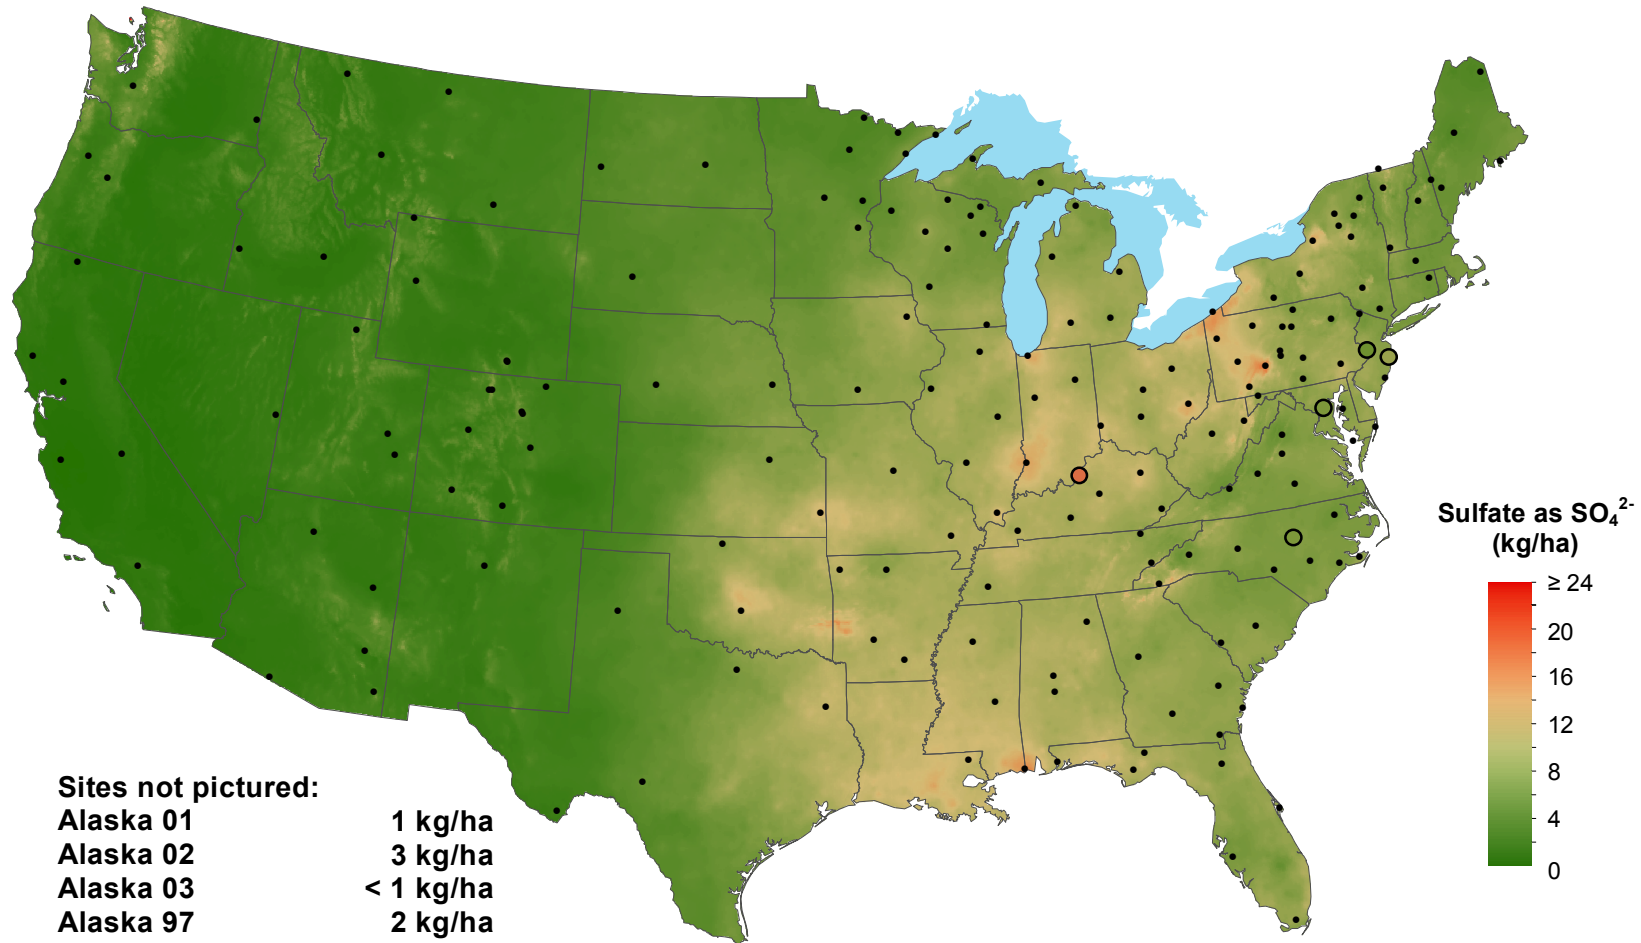 Sulfate as SO₄²⁻
(kg/ha)
≥ 24
20
16
12
8
4
0
Sites not pictured:
Alaska 01 1 kg/ha
Alaska 02 3 kg/ha
Alaska 03 < 1 kg/ha
Alaska 97 2 kg/ha